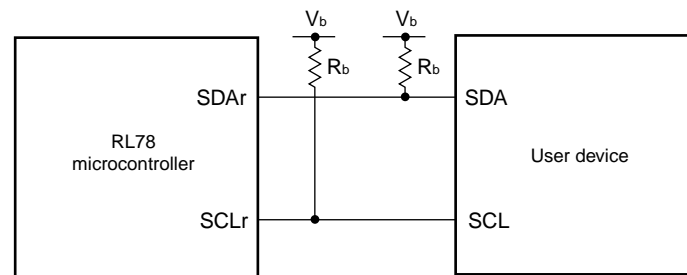 Vb
Vb
Rb
Rb
SDAr
SDA
RL78
microcontroller
User device
SCLr
SCL